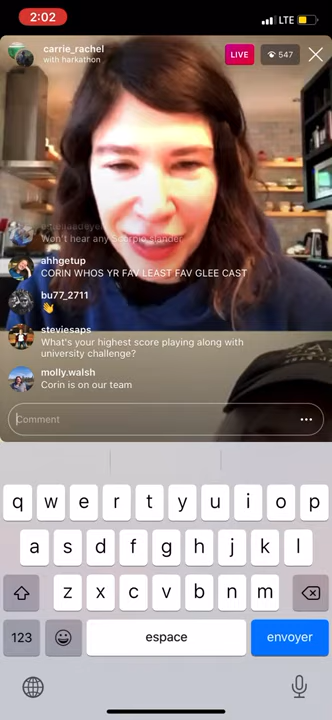 2:02
LTE
carrie_rachel
with harkathon
LIVE
547
Won't hear any Scorpio slander
ahhgetup
CORIN WHOS YR FAV LEAST FAV GLEE CAST
bu77_2711
👋
steviesaps
What's your highest score playing along with
university challenge?
molly.walsh
Corin is on our team
Comment
q w e r t y u i o p
a s d f g h j k l
z x c v b n m
123
espace
envoyer